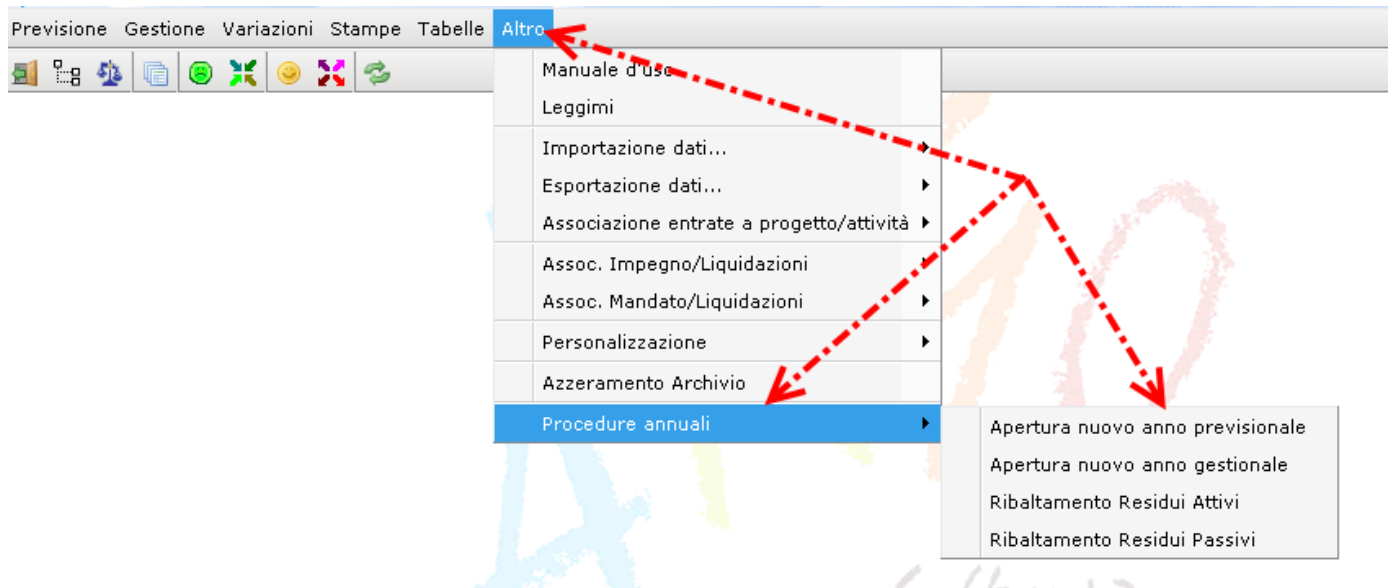 Previsione Gestione Variazioni Stampe Tabelle Altro
Manuale d'uso
Leggimi
Importazione dati...
Esportazione dati...
Associazione entrate a progetto/attività
Assoc. Impegno/Liquidazioni
Assoc. Mandato/Liquidazioni
Personalizzazione
Azzeramento Archivio
Procedure annuali
Apertura nuovo anno previsionale
Apertura nuovo anno gestionale
Ribaltamento Residui Attivi
Ribaltamento Residui Passivi